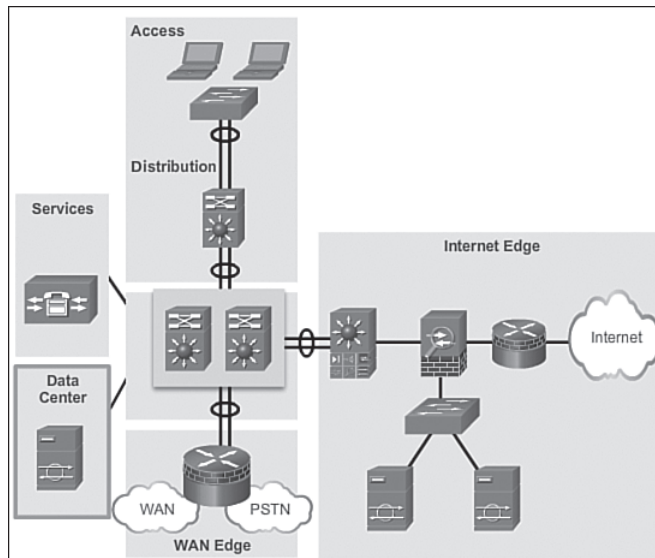 Access
Distribution
Services
Data
Center
Internet Edge
Internet
WAN
PSTN
WAN Edge